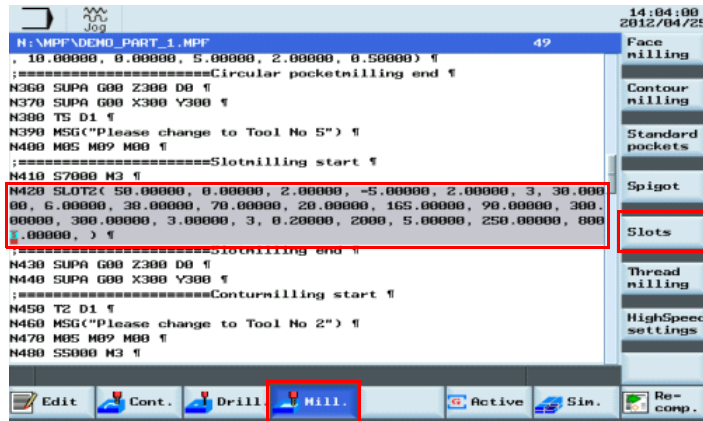 Jog
14:04:00
2012/04/25
N:\MPF\DEMO_PART_1.MPF 49
, 10.00000, 0.00000, 5.00000, 2.00000, 0.50000) ¶
;======================Circular pocketmilling end ¶
N360 SUPA G00 Z300 D0 ¶
N370 SUPA G00 X300 Y300 ¶
N380 T5 D1 ¶
N390 MSG("Please change to Tool No 5") ¶
N400 M05 M09 M00 ¶
;======================Slotmilling start ¶
N410 S7000 M3 ¶
N420 SLOT2( 50.00000, 0.00000, 2.00000, -5.00000, 2.00000, 3, 30.000
00, 6.00000, 38.00000, 70.00000, 20.00000, 165.00000, 90.00000, 300.
00000, 300.00000, 3.00000, 3, 0.20000, 2000, 5.00000, 250.00000, 800
.00000, ) ¶
;======================Slotmilling end ¶
N430 SUPA G00 Z300 D0 ¶
N440 SUPA G00 X300 Y300 ¶
;======================Conturmilling start ¶
N450 T2 D1 ¶
N460 MSG("Please change to Tool No 2") ¶
N470 M05 M09 M00 ¶
N480 S5000 M3 ¶
Face
milling
Contour
milling
Standard
pockets
Spigot
Slots
Thread
milling
HighSpeed
settings
Edit Cont. Drill. Mill. Active Sim. Re-
comp.